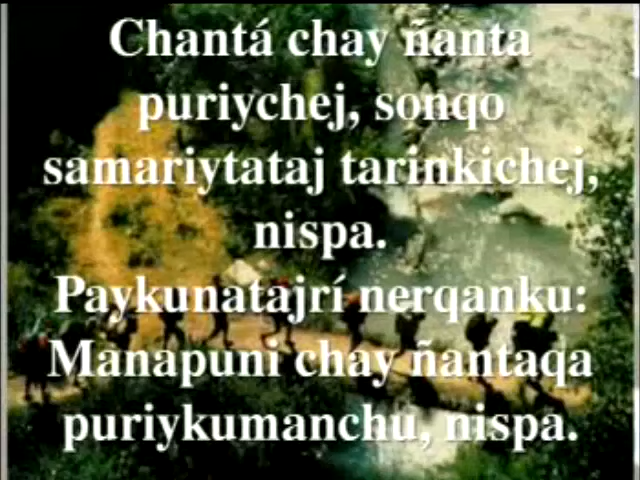 Chantá chay ñanta
puriychej, sonqo
samariytataj tarinkichej,
nispa.
Paykunatajrí nerqanku:
Manapuni chay ñantaqa
puriykumanchu, nispa.